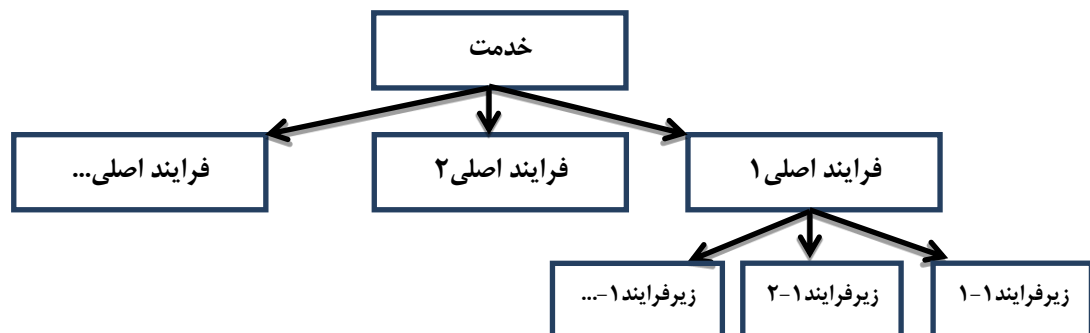 خدمت
فرایند اصلی۱
فرایند اصلی۲
فرایند اصلی...
زیرفرایند۱-۱
زیرفرایند۱-۲
زیرفرایند۱-...